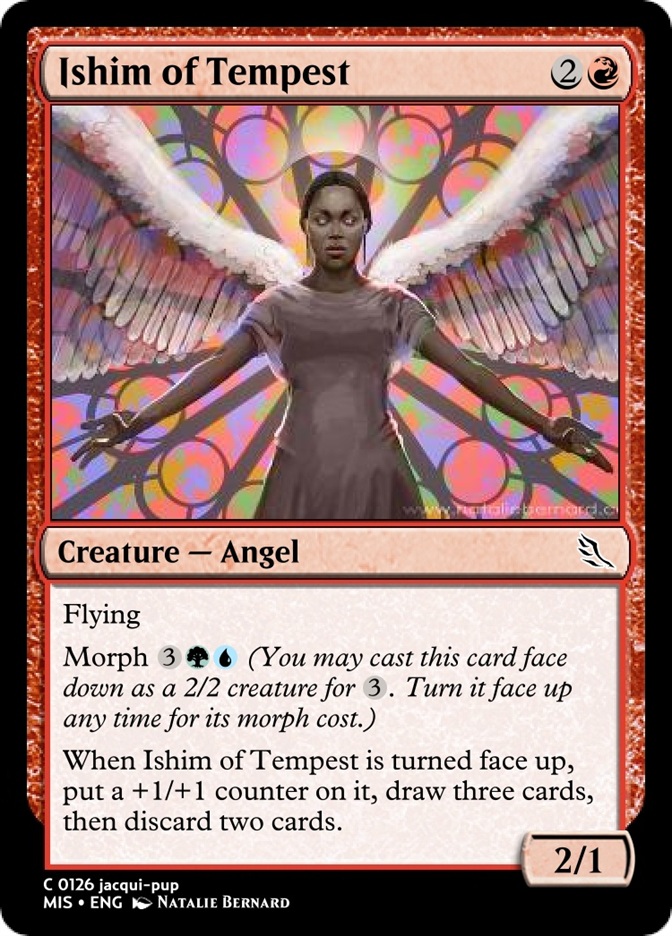 Ishim of Tempest 2
Creature — Angel
Flying
Morph 3 (You may cast this card face
down as a 2/2 creature for 3. Turn it face up
any time for its morph cost.)
When Ishim of Tempest is turned face up,
put a +1/+1 counter on it, draw three cards,
then discard two cards.
2/1
C 0126 jacqui-pup
MIS • ENG NATALIE BERNARD